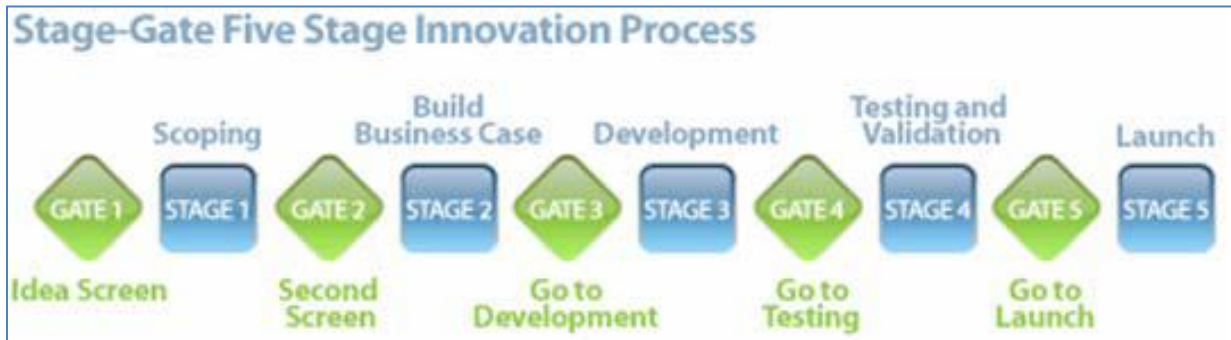 Stage-Gate Five Stage Innovation Process
Scoping
Build
Business Case
Development
Testing and
Validation
Launch
GATE 1
STAGE 1
GATE 2
STAGE 2
GATE 3
STAGE 3
GATE 4
STAGE 4
GATE 5
STAGE 5
Idea Screen
Second
Screen
Go to
Development
Go to
Testing
Go to
Launch